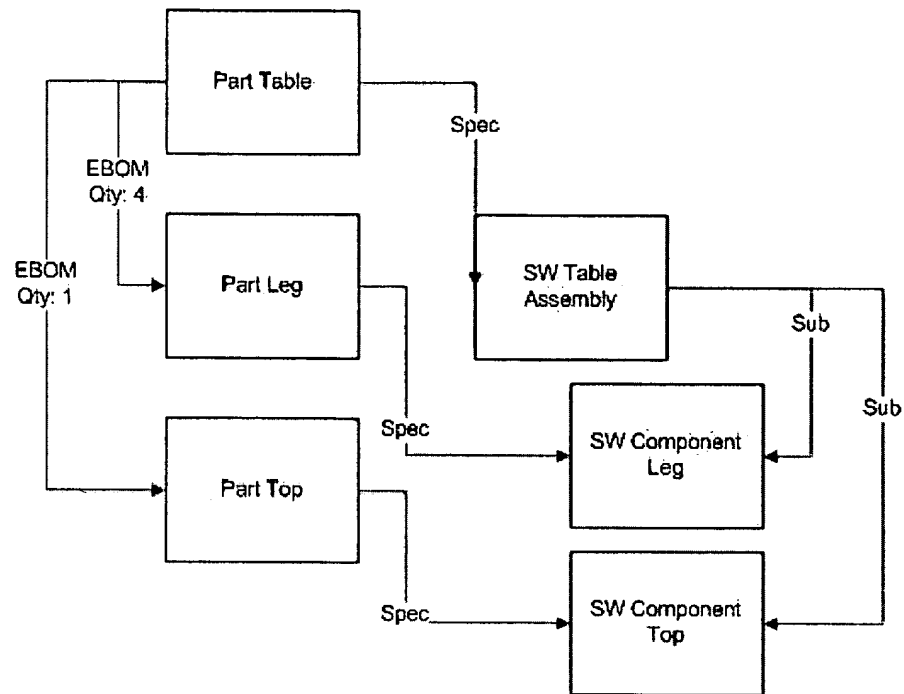 Part Table
Spec
EBOM
Qty: 4
EBOM
Qty: 1
Part Leg
SW Table
Assembly
Sub
Sub
Spec
SW Component
Leg
Part Top
Spec
SW Component
Top